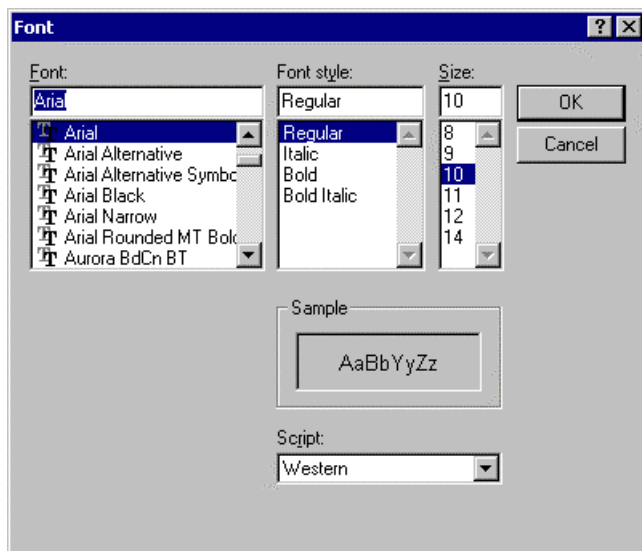 Font
Font: Font style: Size:
Arial Regular 10 OK
Arial Regular 8 Cancel
Arial Alternative Italic 9
Arial Alternative Symbo Bold 10
Arial Black Bold Italic 11
Arial Narrow 12
Arial Rounded MT Bold 14
Aurora BdCn BT
Sample
AaBbYyZz
Script:
Western